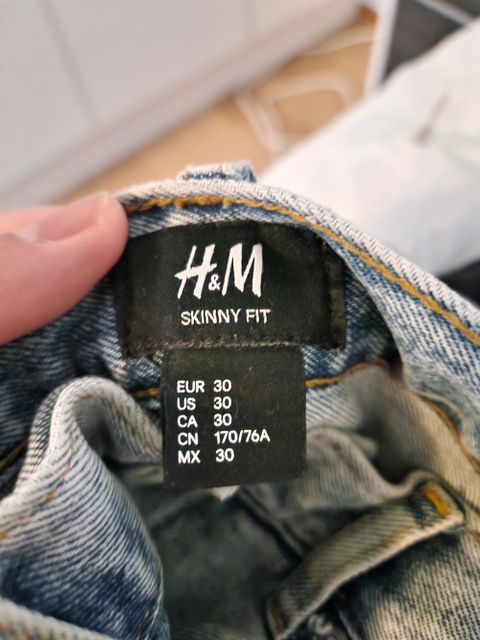 H&M
SKINNY FIT
EUR 30
US 30
CA 30
CN 170/76A
MX 30